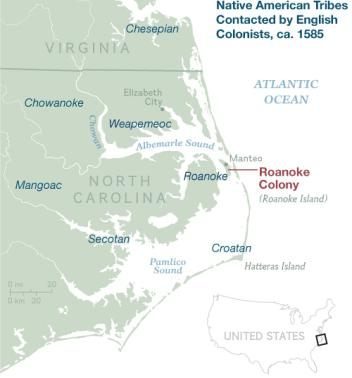 Native American Tribes
Contacted by English
Colonists, ca. 1585
Chesepian
VIRGINIA
ATLANTIC
OCEAN
Elizabeth
City
Chowanoke
Weapemeoc
Chowan
Albemarle Sound
Manteo
Roanoke
Roanoke
Colony
(Roanoke Island)
Mangoac
NORTH
CAROLINA
Secotan
Croatan
Pamlico
Sound
Hatteras Island
0 mi 20
0 km 20
UNITED STATES